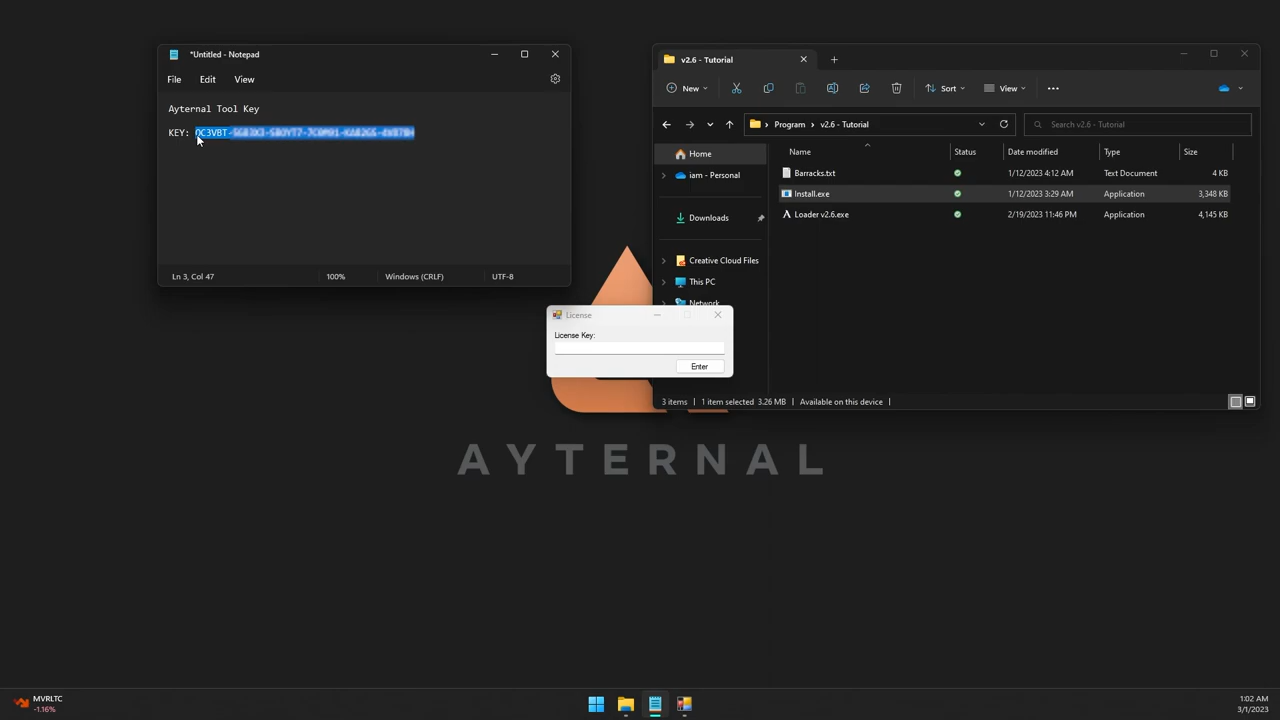 *Untitled - Notepad
File Edit View
Ayternal Tool Key
KEY: QC3VBT-
Ln 3, Col 47 100% Windows (CRLF) UTF-8
v2.6 - Tutorial
New Sort View
Program v2.6 - Tutorial Search v2.6 - Tutorial
Home
iam - Personal
Downloads
Creative Cloud Files
This PC
Network
Name Status Date modified Type Size
Barracks.txt 1/12/2023 4:12 AM Text Document 4 KB
Install.exe 1/12/2023 3:29 AM Application 3,348 KB
Loader v2.6.exe 2/19/2023 11:46 PM Application 4,145 KB
3 items 1 item selected 3.26 MB Available on this device
License
License Key:
Enter
AYTERNAL
MVRLTC
-1.16%
1:02 AM
3/1/2023